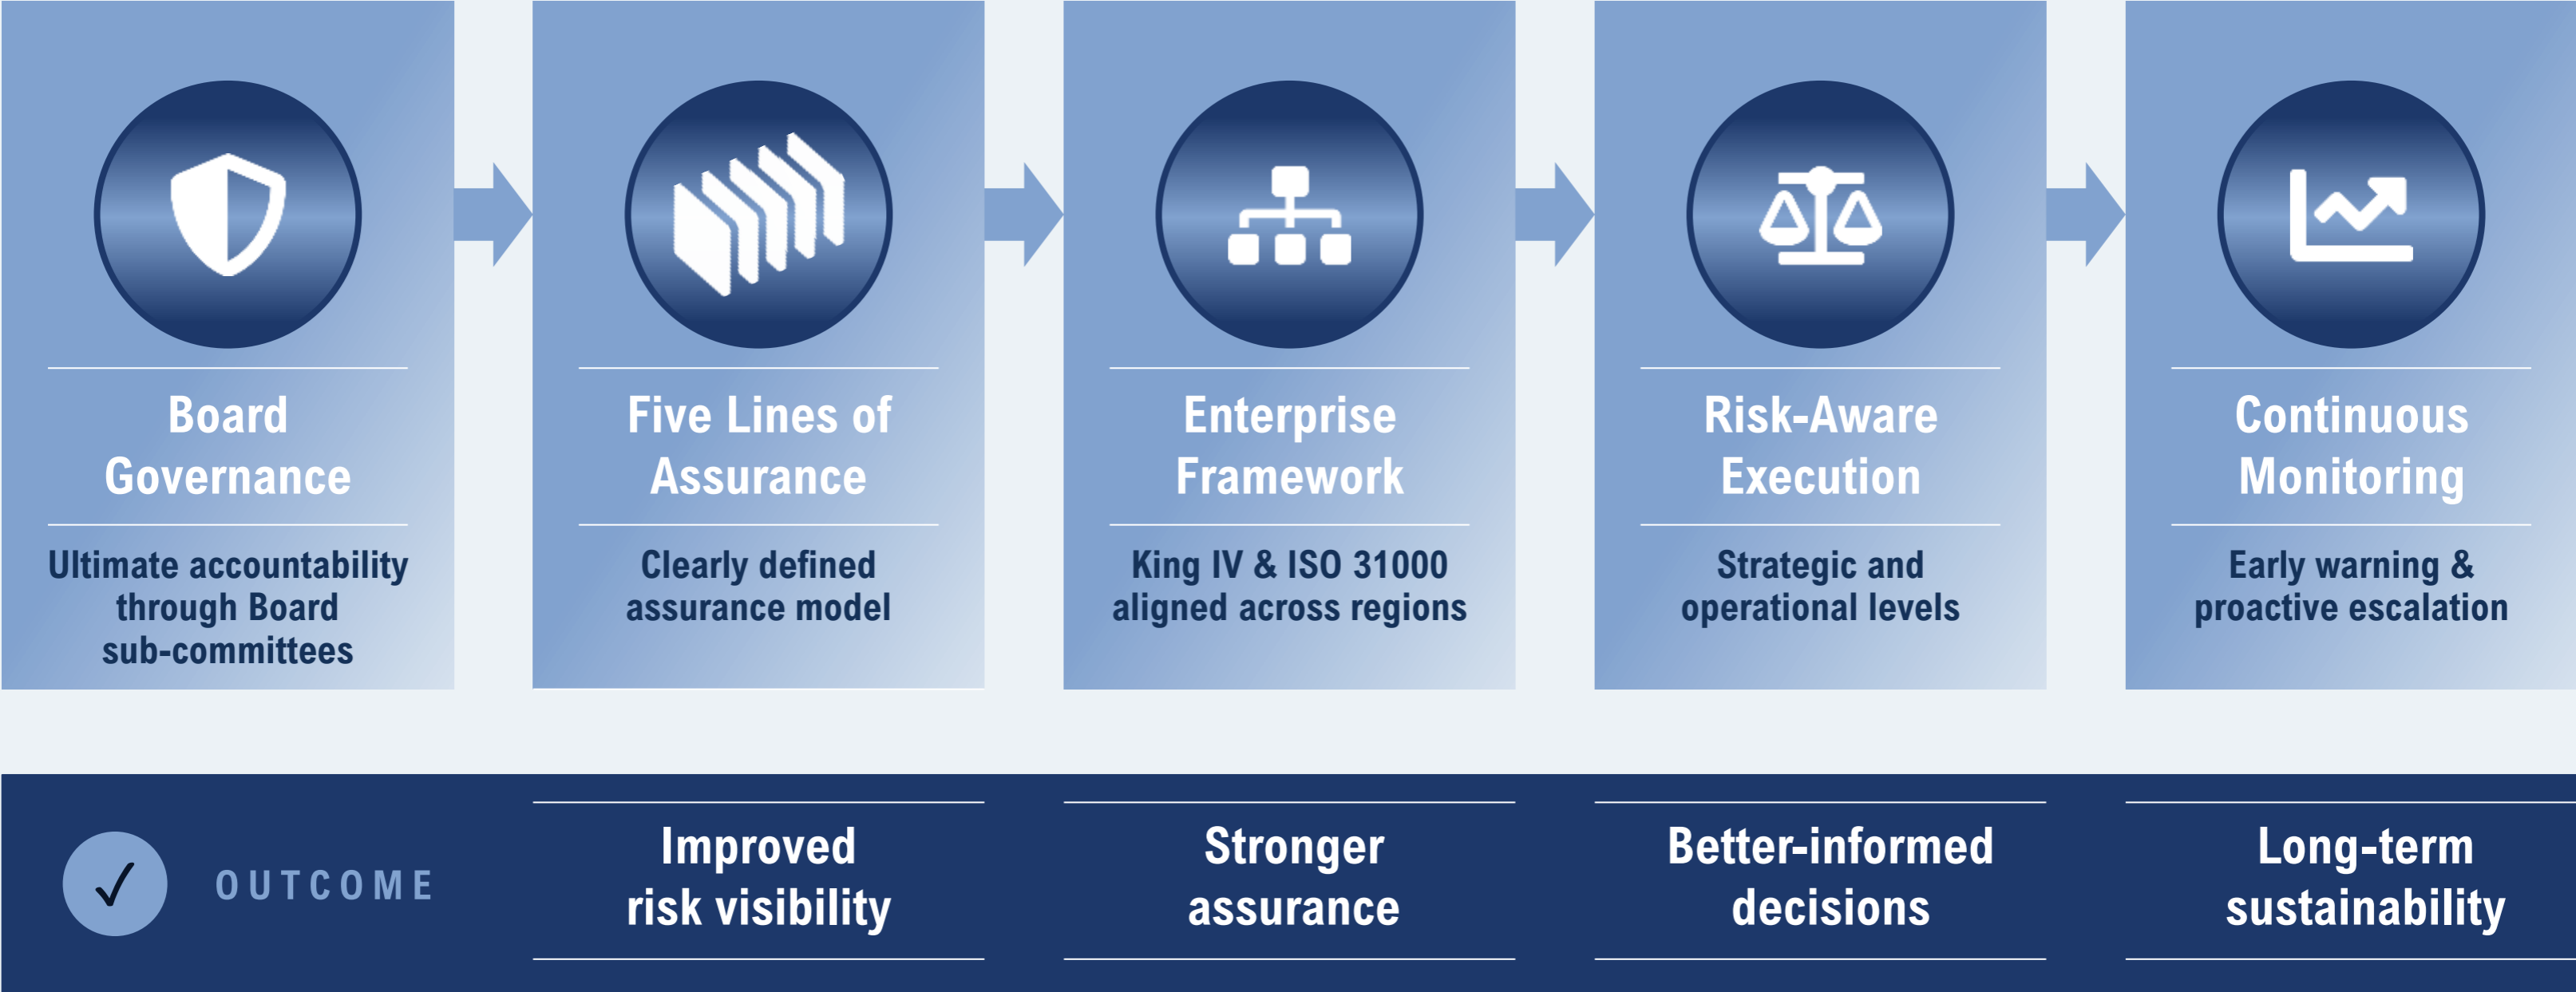 Board
Governance
Ultimate accountability
through Board
sub-committees
Five Lines of
Assurance
Clearly defined
assurance model
Enterprise
Framework
King IV & ISO 31000
aligned across regions
Risk-Aware
Execution
Strategic and
operational levels
Continuous
Monitoring
Early warning &
proactive escalation
OUTCOME
Improved
risk visibility
Stronger
assurance
Better-informed
decisions
Long-term
sustainability